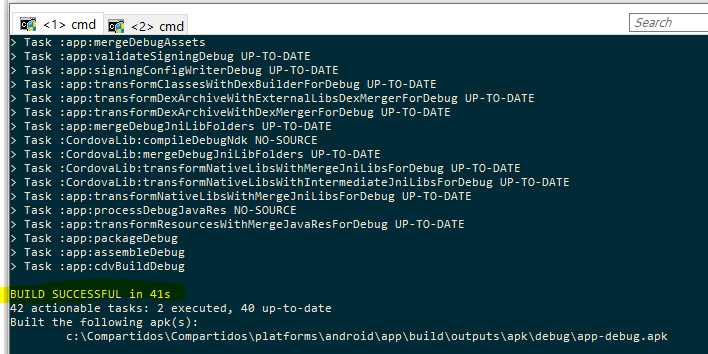 <1> cmd
<2> cmd
Search
> Task :app:mergeDebugAssets
> Task :app:validateSigningDebug UP-TO-DATE
> Task :app:signingConfigWriterDebug UP-TO-DATE
> Task :app:transformClassesWithDexBuilderForDebug UP-TO-DATE
> Task :app:transformDexArchiveWithExternalLibsDexMergerForDebug UP-TO-DATE
> Task :app:transformDexArchiveWithDexMergerForDebug UP-TO-DATE
> Task :app:mergeDebugJniLibFolders UP-TO-DATE
> Task :CordovaLib:compileDebugNdk NO-SOURCE
> Task :CordovaLib:mergeDebugJniLibFolders UP-TO-DATE
> Task :CordovaLib:transformNativeLibsWithMergeJniLibsForDebug UP-TO-DATE
> Task :CordovaLib:transformNativeLibsWithIntermediateJniLibsForDebug UP-TO-DATE
> Task :app:transformNativeLibsWithMergeJniLibsForDebug UP-TO-DATE
> Task :app:processDebugJavaRes NO-SOURCE
> Task :app:transformResourcesWithMergeJavaResForDebug UP-TO-DATE
> Task :app:packageDebug
> Task :app:assembleDebug
> Task :app:cdvBuildDebug
BUILD SUCCESSFUL in 41s
42 actionable tasks: 2 executed, 40 up-to-date
Built the following apk(s):
c:\Compartidos\Compartidos\platforms\android\app\build\outputs\apk\debug\app-debug.apk